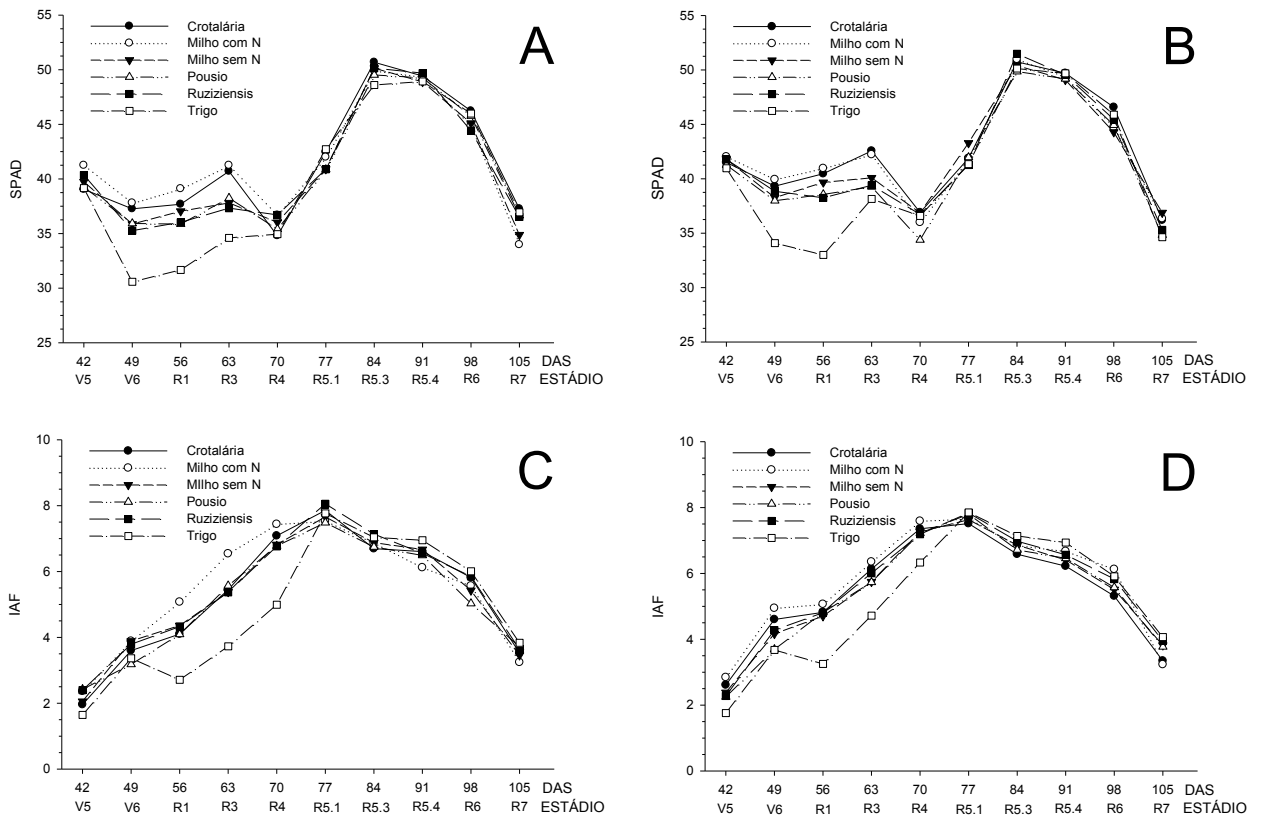 A
SPAD
55
50
45
40
35
30
25
Crotalária
Milho com N
Milho sem N
Pousio
Ruziziensis
Trigo
42 49 56 63 70 77 84 91 98 105 DAS
V5 V6 R1 R3 R4 R5.1 R5.3 R5.4 R6 R7 ESTÁDIO
B
SPAD
55
50
45
40
35
30
25
Crotalária
Milho com N
Milho sem N
Pousio
Ruziziensis
Trigo
42 49 56 63 70 77 84 91 98 105 DAS
V5 V6 R1 R3 R4 R5.1 R5.3 R5.4 R6 R7 ESTÁDIO
C
IAF
10
8
6
4
2
0
Crotalária
Milho com N
MIlho sem N
Pousio
Ruziziensis
Trigo
42 49 56 63 70 77 84 91 98 105 DAS
V5 V6 R1 R3 R4 R5.1 R5.3 R5.4 R6 R7 ESTÁDIO
D
IAF
10
8
6
4
2
0
Crotalária
Milho com N
Milho sem N
Pousio
Ruziziensis
Trigo
42 49 56 63 70 77 84 91 98 105 DAS
V5 V6 R1 R3 R4 R5.1 R5.3 R5.4 R6 R7 ESTÁDIO